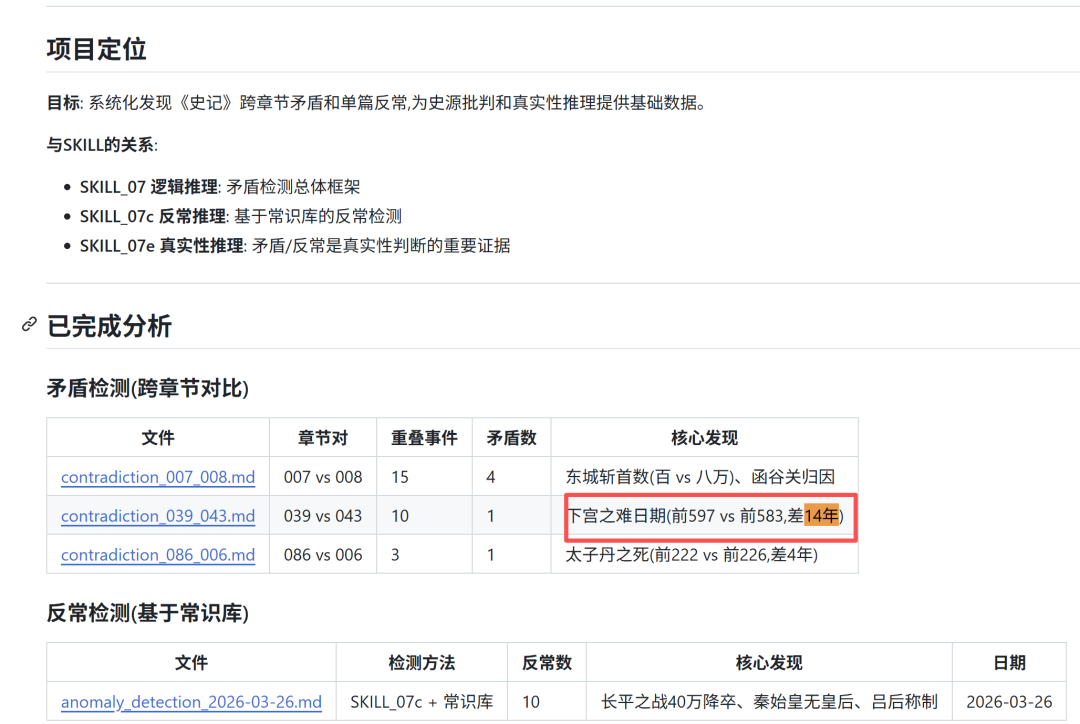 项目定位
目标: 系统化发现《史记》跨章节矛盾和单篇反常,为史源批判和真实性推理提供基础数据。
与SKILL的关系:
SKILL_07 逻辑推理: 矛盾检测总体框架
SKILL_07c 反常推理: 基于常识库的反常检测
SKILL_07e 真实性推理: 矛盾/反常是真实性判断的重要证据
已完成分析
矛盾检测(跨章节对比)
文件 章节对 重叠事件 矛盾数 核心发现
contradiction_007_008.md 007 vs 008 15 4 东城斩首数(百 vs 八万)、函谷关归因
contradiction_039_043.md 039 vs 043 10 1 下宫之难日期(前597 vs 前583,差14年)
contradiction_086_006.md 086 vs 006 3 1 太子丹之死(前222 vs 前226,差4年)
反常检测(基于常识库)
文件 检测方法 反常数 核心发现 日期
anomaly_detection_2026-03-26.md SKILL_07c + 常识库 10 长平之战40万降卒、秦始皇无皇后、吕后称制 2026-03-26